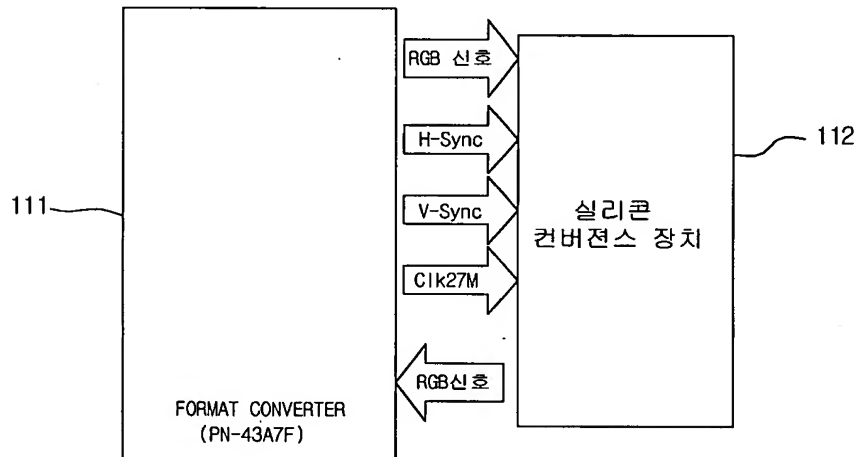 RGB 신호
H-Sync
112
111
V-Sync
실리콘
컨버젼스 장치
Clk27M
RGB신호
FORMAT CONVERTER
(PN-43A7F)